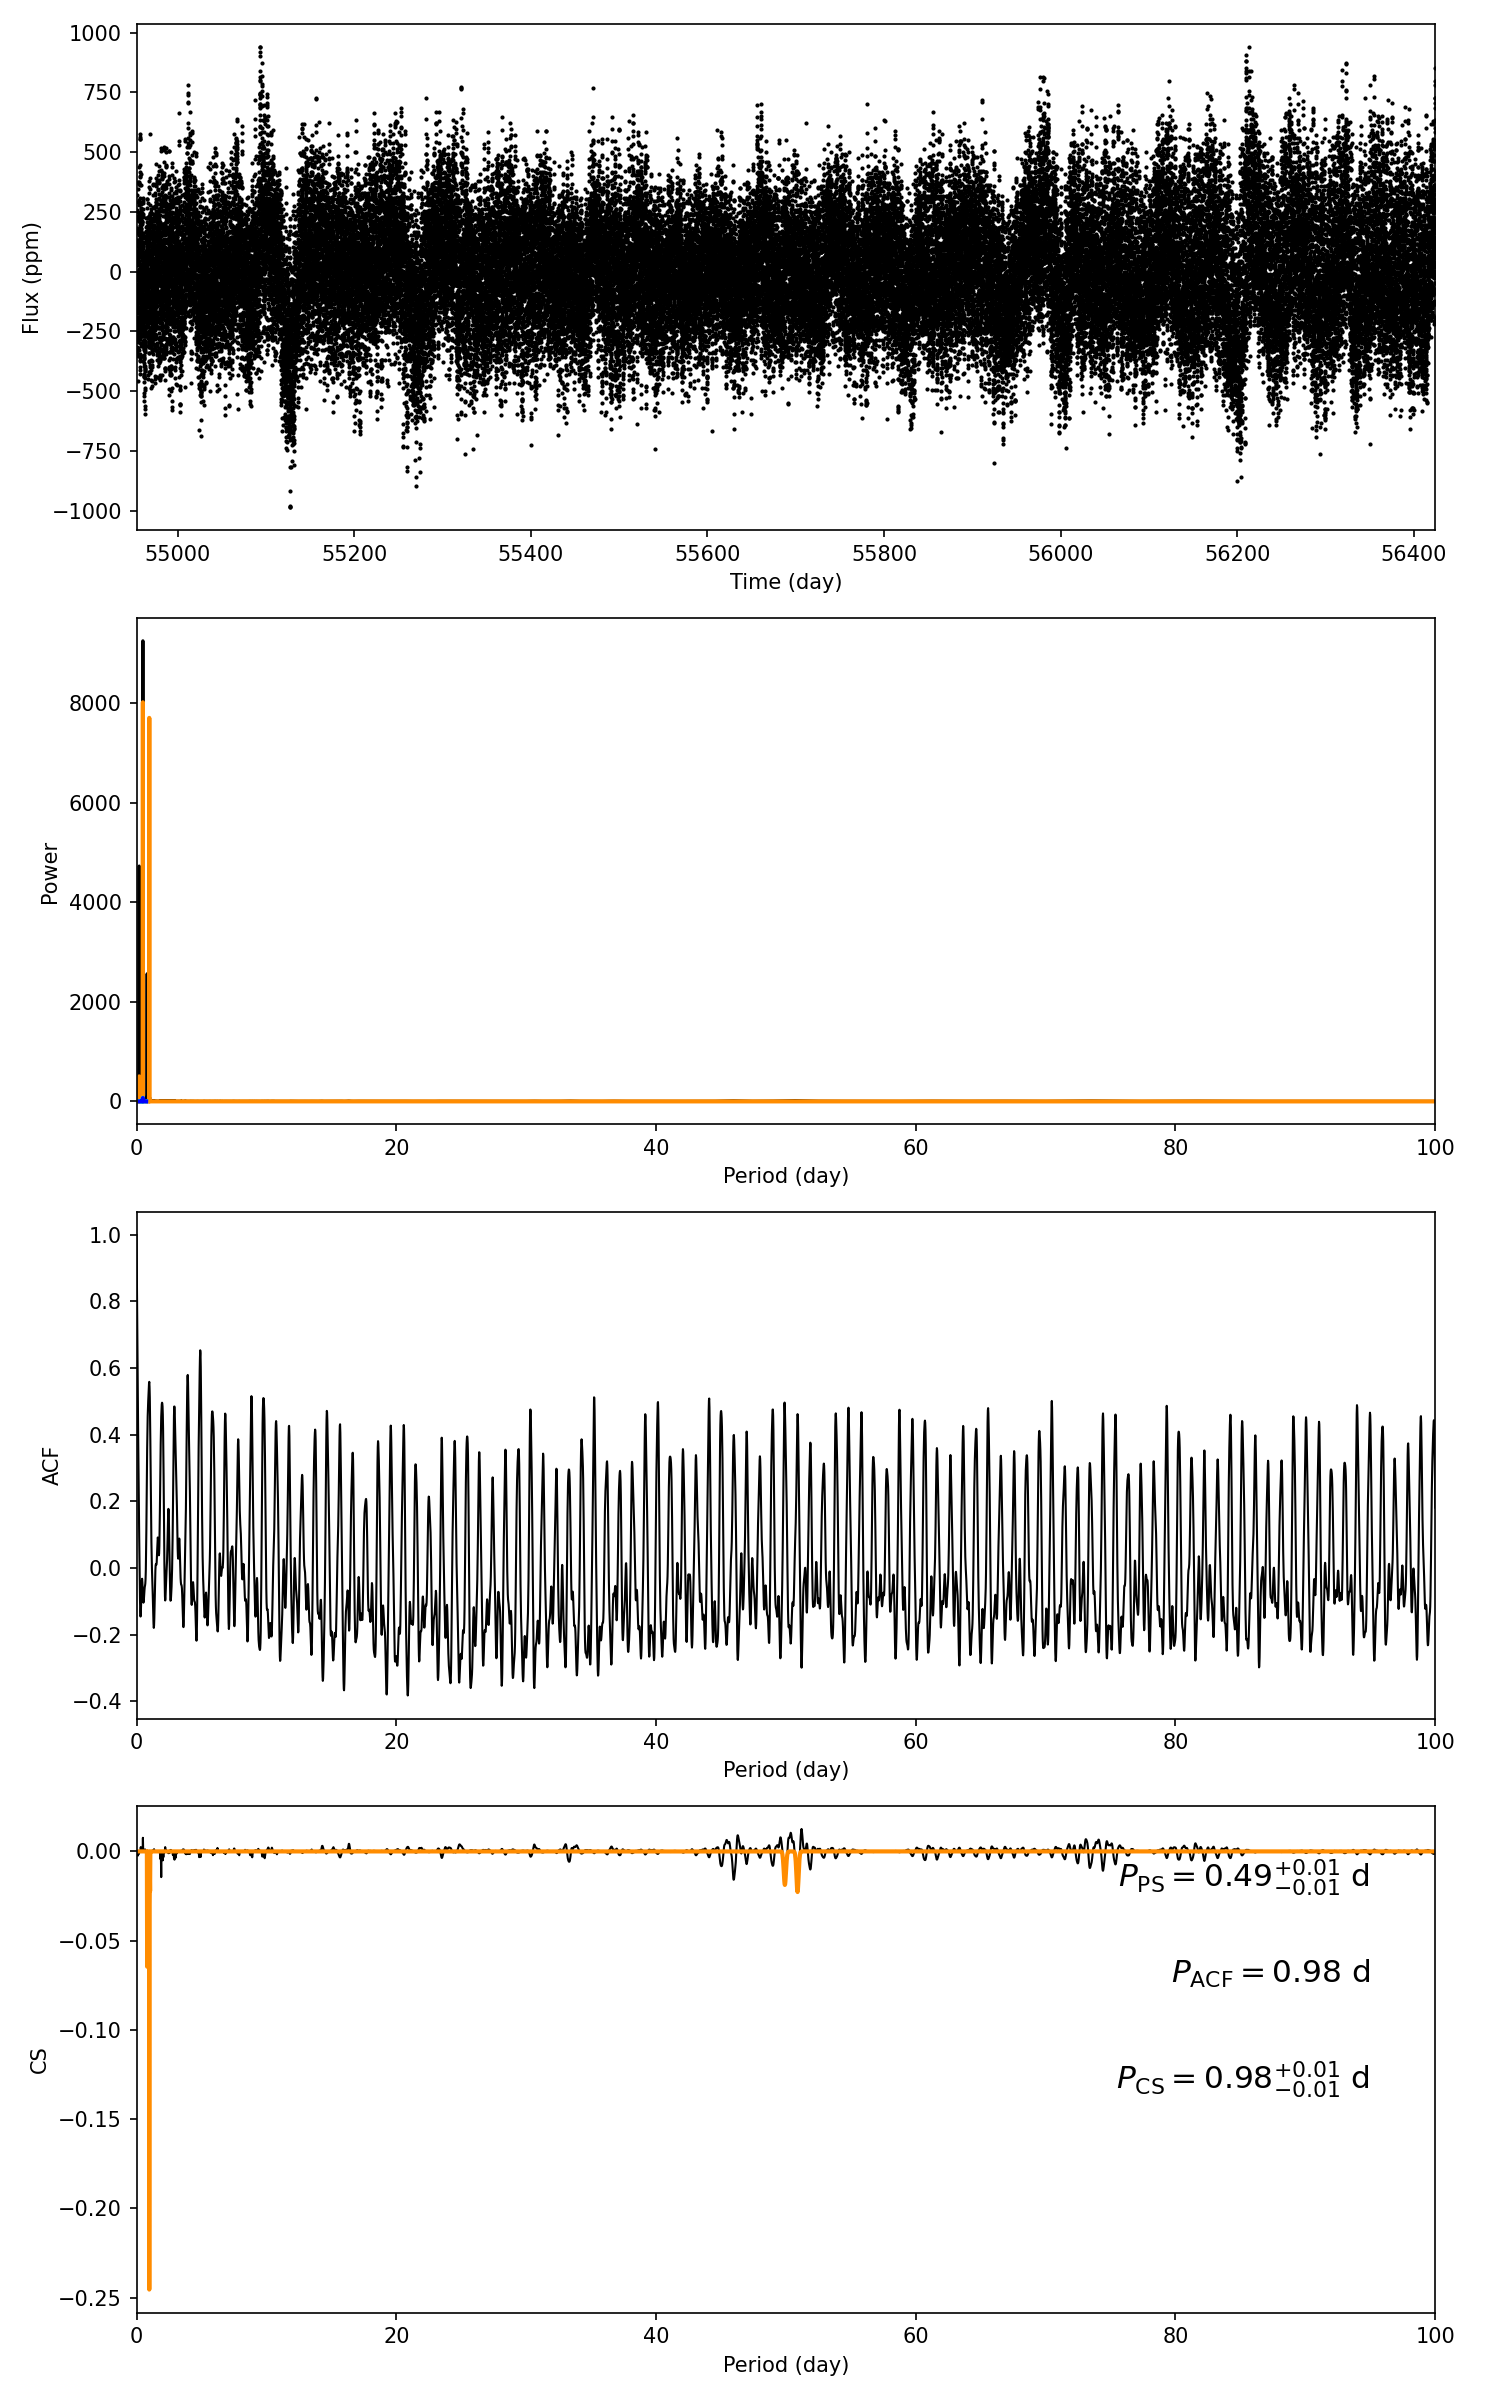 1000
750
500
250
0
−250
−500
−750
−1000
Flux (ppm)
55000 55200 55400 55600 55800 56000 56200 56400
Time (day)
8000
6000
4000
2000
0
Power
0 20 40 60 80 100
Period (day)
1.0
0.8
0.6
0.4
0.2
0.0
−0.2
−0.4
ACF
0 20 40 60 80 100
Period (day)
0.00
−0.05
−0.10
−0.15
−0.20
−0.25
CS
P_PS = 0.49^{+0.01}_{−0.01} d
P_ACF = 0.98 d
P_CS = 0.98^{+0.01}_{−0.01} d
0 20 40 60 80 100
Period (day)